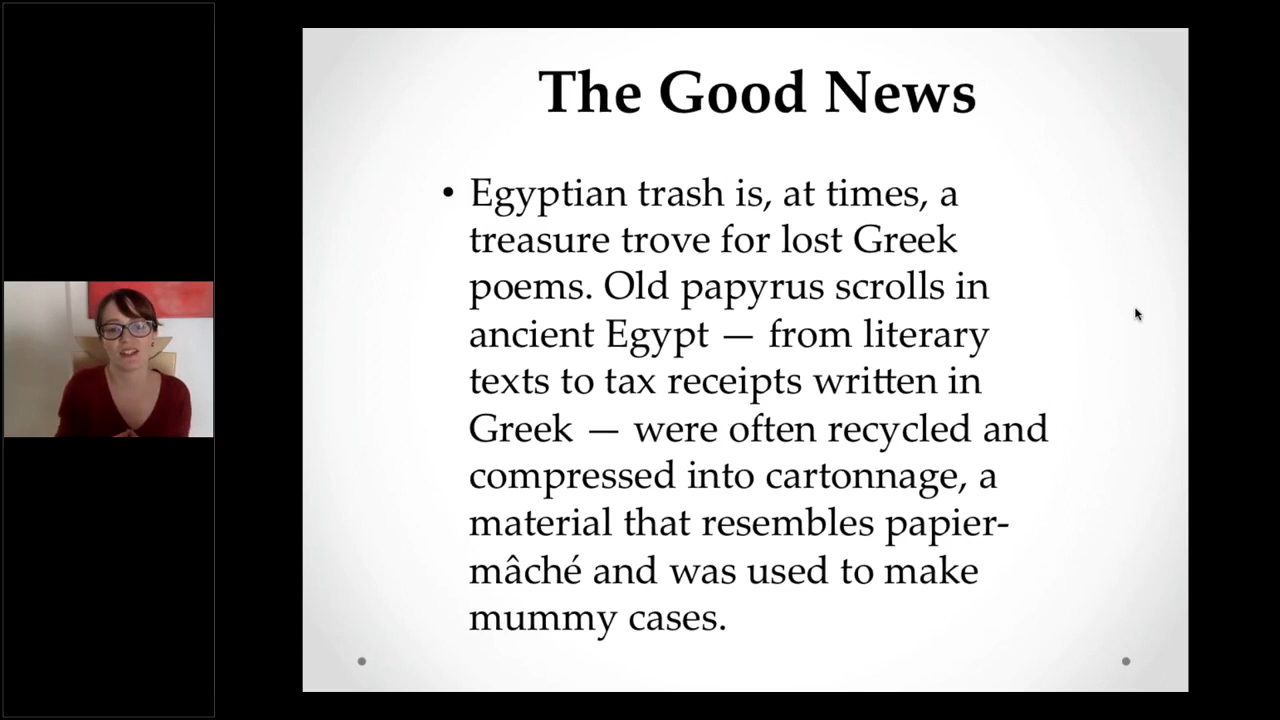 The Good News
• Egyptian trash is, at times, a
treasure trove for lost Greek
poems. Old papyrus scrolls in
ancient Egypt — from literary
texts to tax receipts written in
Greek — were often recycled and
compressed into cartonnage, a
material that resembles papier-
mâché and was used to make
mummy cases.